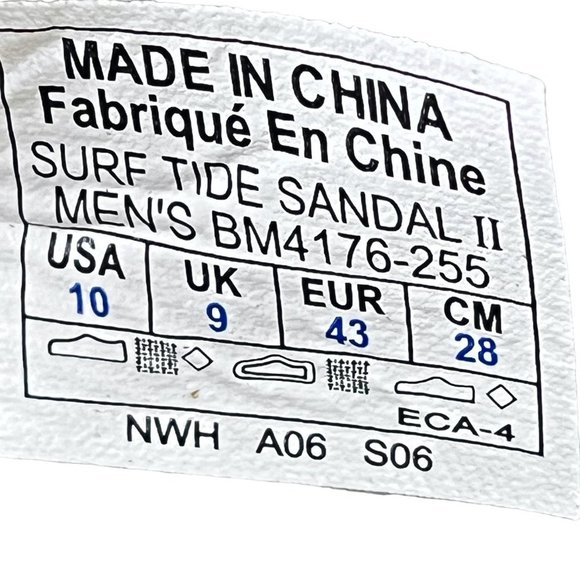 MADE IN CHINA
Fabriqué En Chine
SURF TIDE SANDAL II
MEN'S BM4176-255
USA UK EUR CM
10 9 43 28
ECA-4
NWH A06 S06